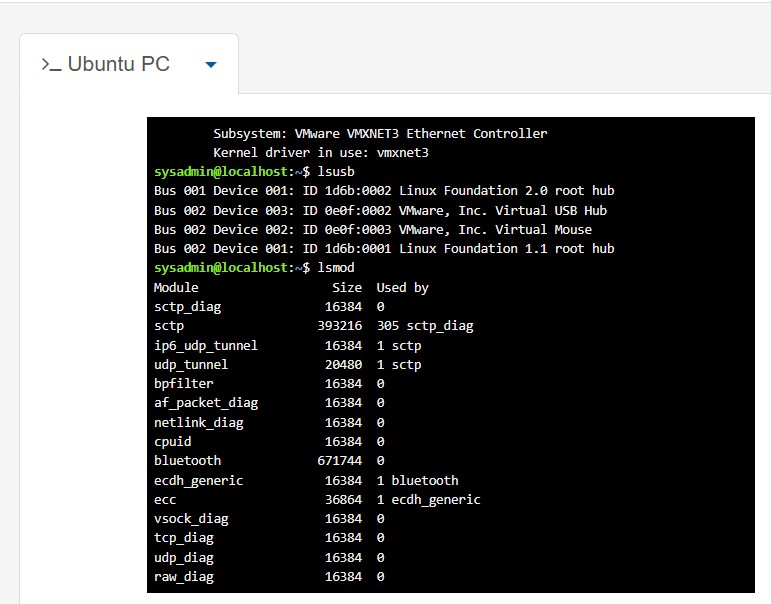 >_ Ubuntu PC
Subsystem: VMware VMXNET3 Ethernet Controller
Kernel driver in use: vmxnet3
sysadmin@localhost:~$ lsusb
Bus 001 Device 001: ID 1d6b:0002 Linux Foundation 2.0 root hub
Bus 002 Device 003: ID 0e0f:0002 VMware, Inc. Virtual USB Hub
Bus 002 Device 002: ID 0e0f:0003 VMware, Inc. Virtual Mouse
Bus 002 Device 001: ID 1d6b:0001 Linux Foundation 1.1 root hub
sysadmin@localhost:~$ lsmod
Module                  Size  Used by
sctp_diag              16384  0
sctp                  393216  305 sctp_diag
ip6_udp_tunnel         16384  1 sctp
udp_tunnel             20480  1 sctp
bpfilter               16384  0
af_packet_diag         16384  0
netlink_diag           16384  0
cpuid                  16384  0
bluetooth             671744  0
ecdh_generic           16384  1 bluetooth
ecc                    36864  1 ecdh_generic
vsock_diag             16384  0
tcp_diag               16384  0
udp_diag               16384  0
raw_diag               16384  0